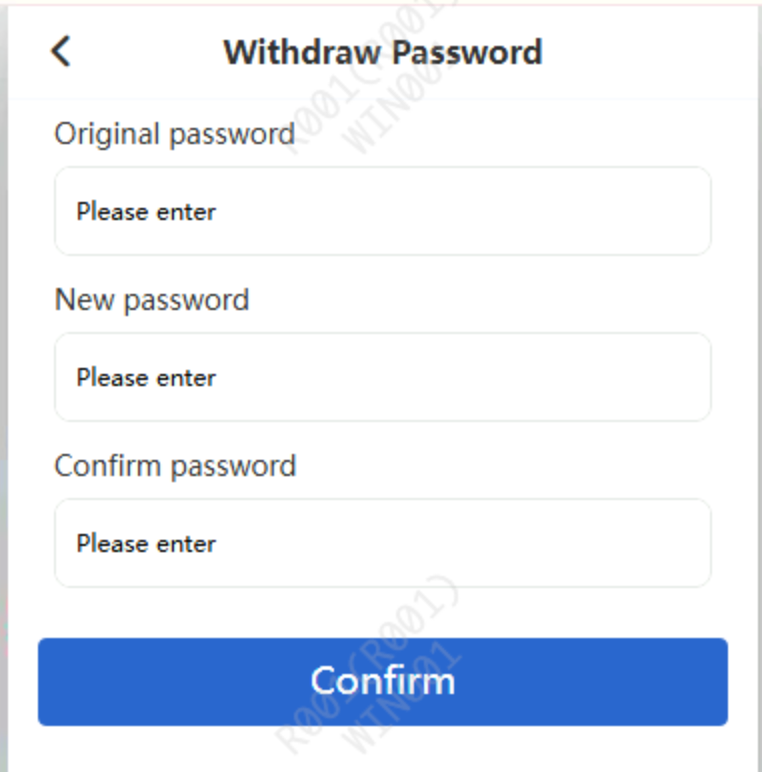 Withdraw Password
Original password
Please enter
New password
Please enter
Confirm password
Please enter
Confirm
R001(R001)
WIN001
R001(R001)
WIN001